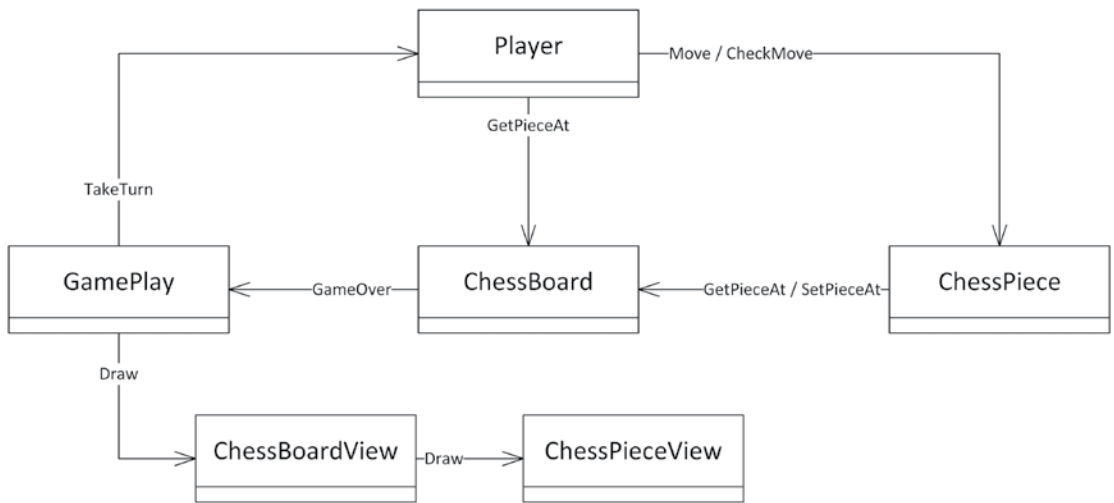 Player
Move / CheckMove
GetPieceAt
TakeTurn
GamePlay
GameOver
ChessBoard
GetPieceAt / SetPieceAt
ChessPiece
Draw
ChessBoardView
Draw
ChessPieceView